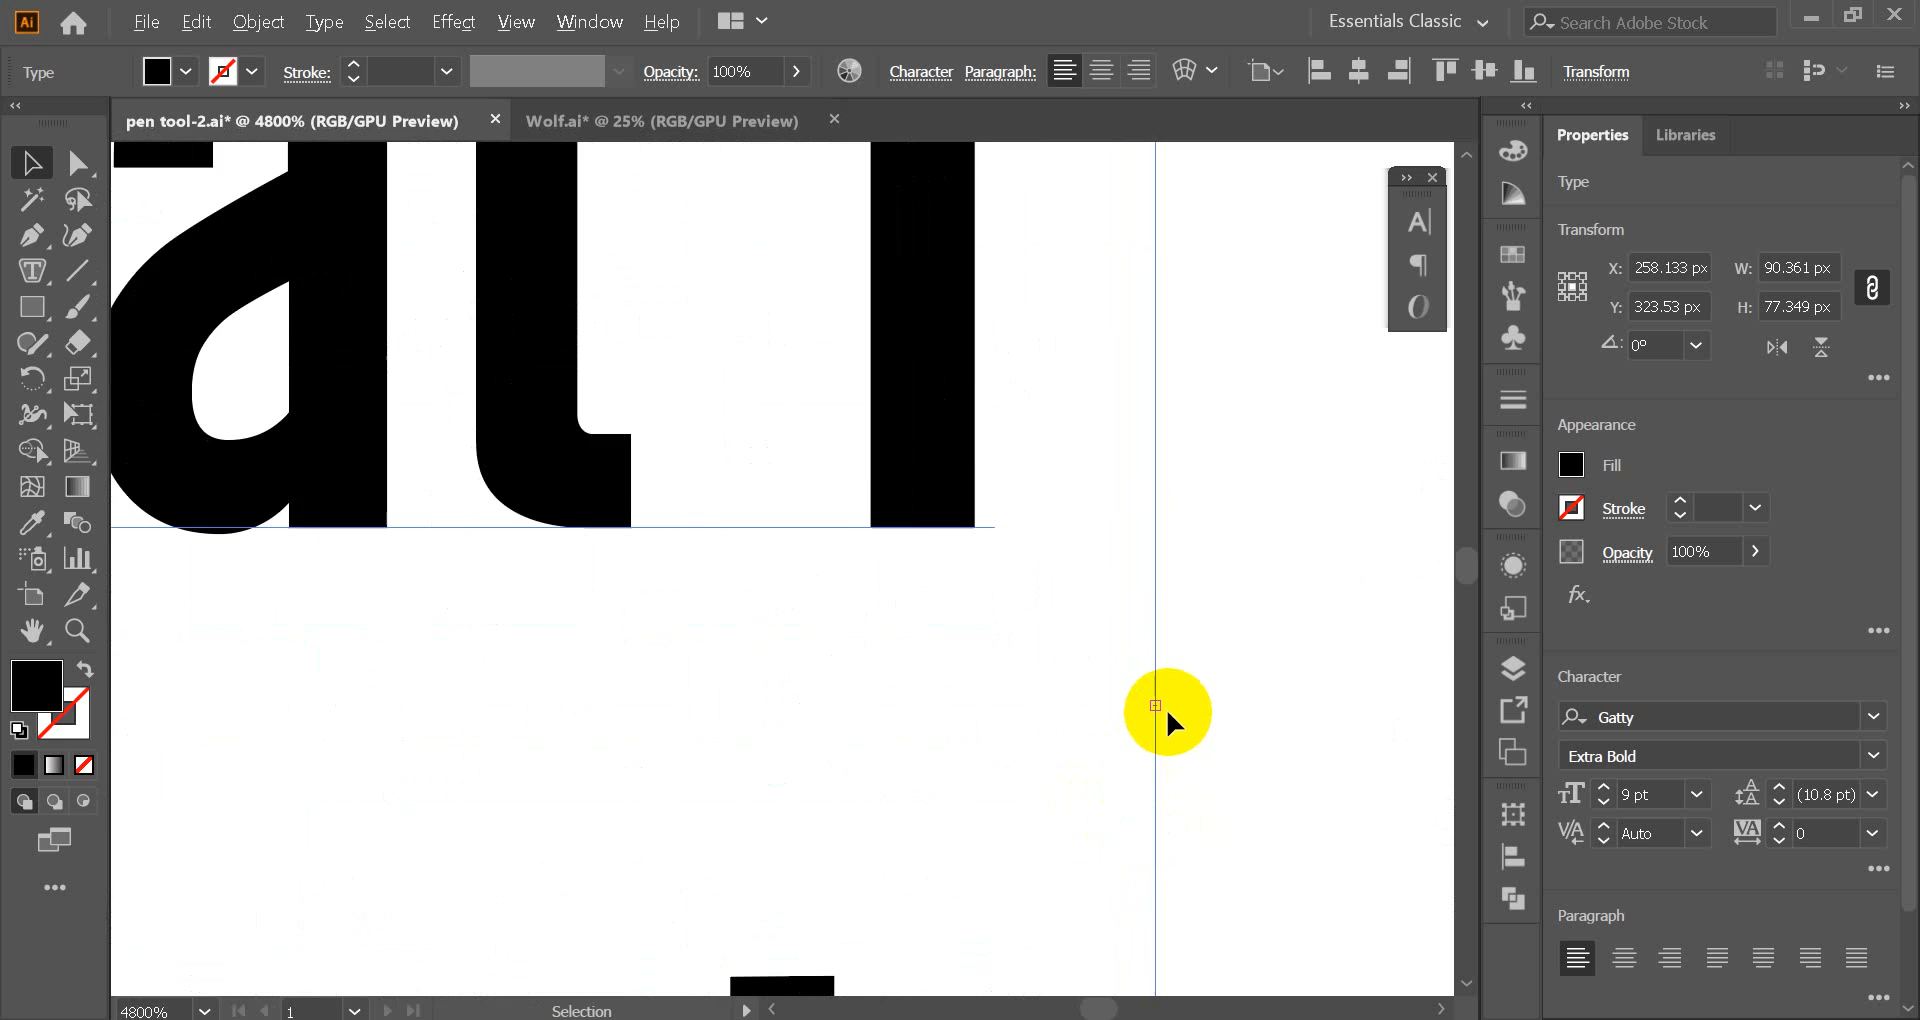 Ai File Edit Object Type Select Effect View Window Help Essentials Classic Search Adobe Stock
Type Stroke: Opacity: 100% Character Paragraph: Transform
pen tool-2.ai* @ 4800% (RGB/GPU Preview) Wolf.ai* @ 25% (RGB/GPU Preview)
Properties Libraries
Type
Transform
X: 258.133 px W: 90.361 px
Y: 323.53 px H: 77.349 px
0°
Appearance
Fill
Stroke
Opacity 100%
fx
Character
Gatty
Extra Bold
9 pt (10.8 pt)
Auto 0
Paragraph
4800% 1 Selection